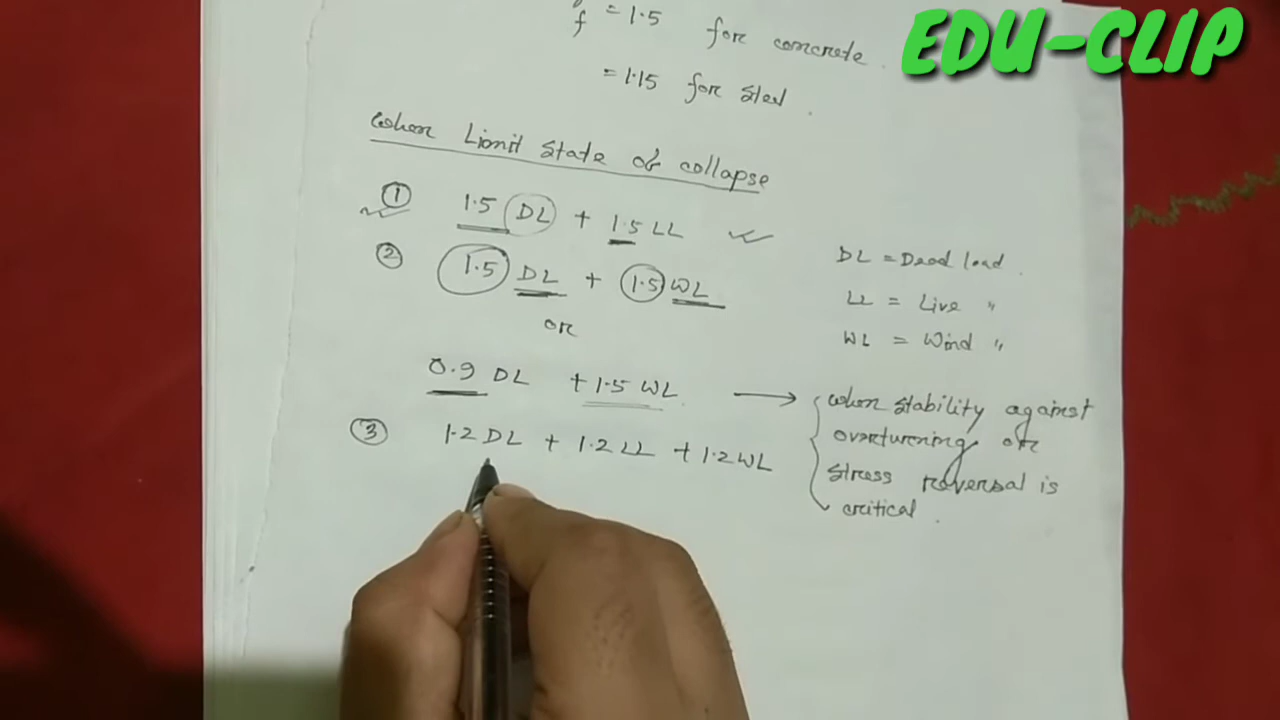 EDU-CLIP
f = 1.5 for concrete.
= 1.15 for steel.
When Limit State of collapse
① 1.5 DL + 1.5 LL
② 1.5 DL + 1.5 WL
or
0.9 DL + 1.5 WL → when stability against
overturning or
stress reversal is
critical.
③ 1.2 DL + 1.2 LL + 1.2 WL
DL = Dead load.
LL = Live "
WL = Wind "